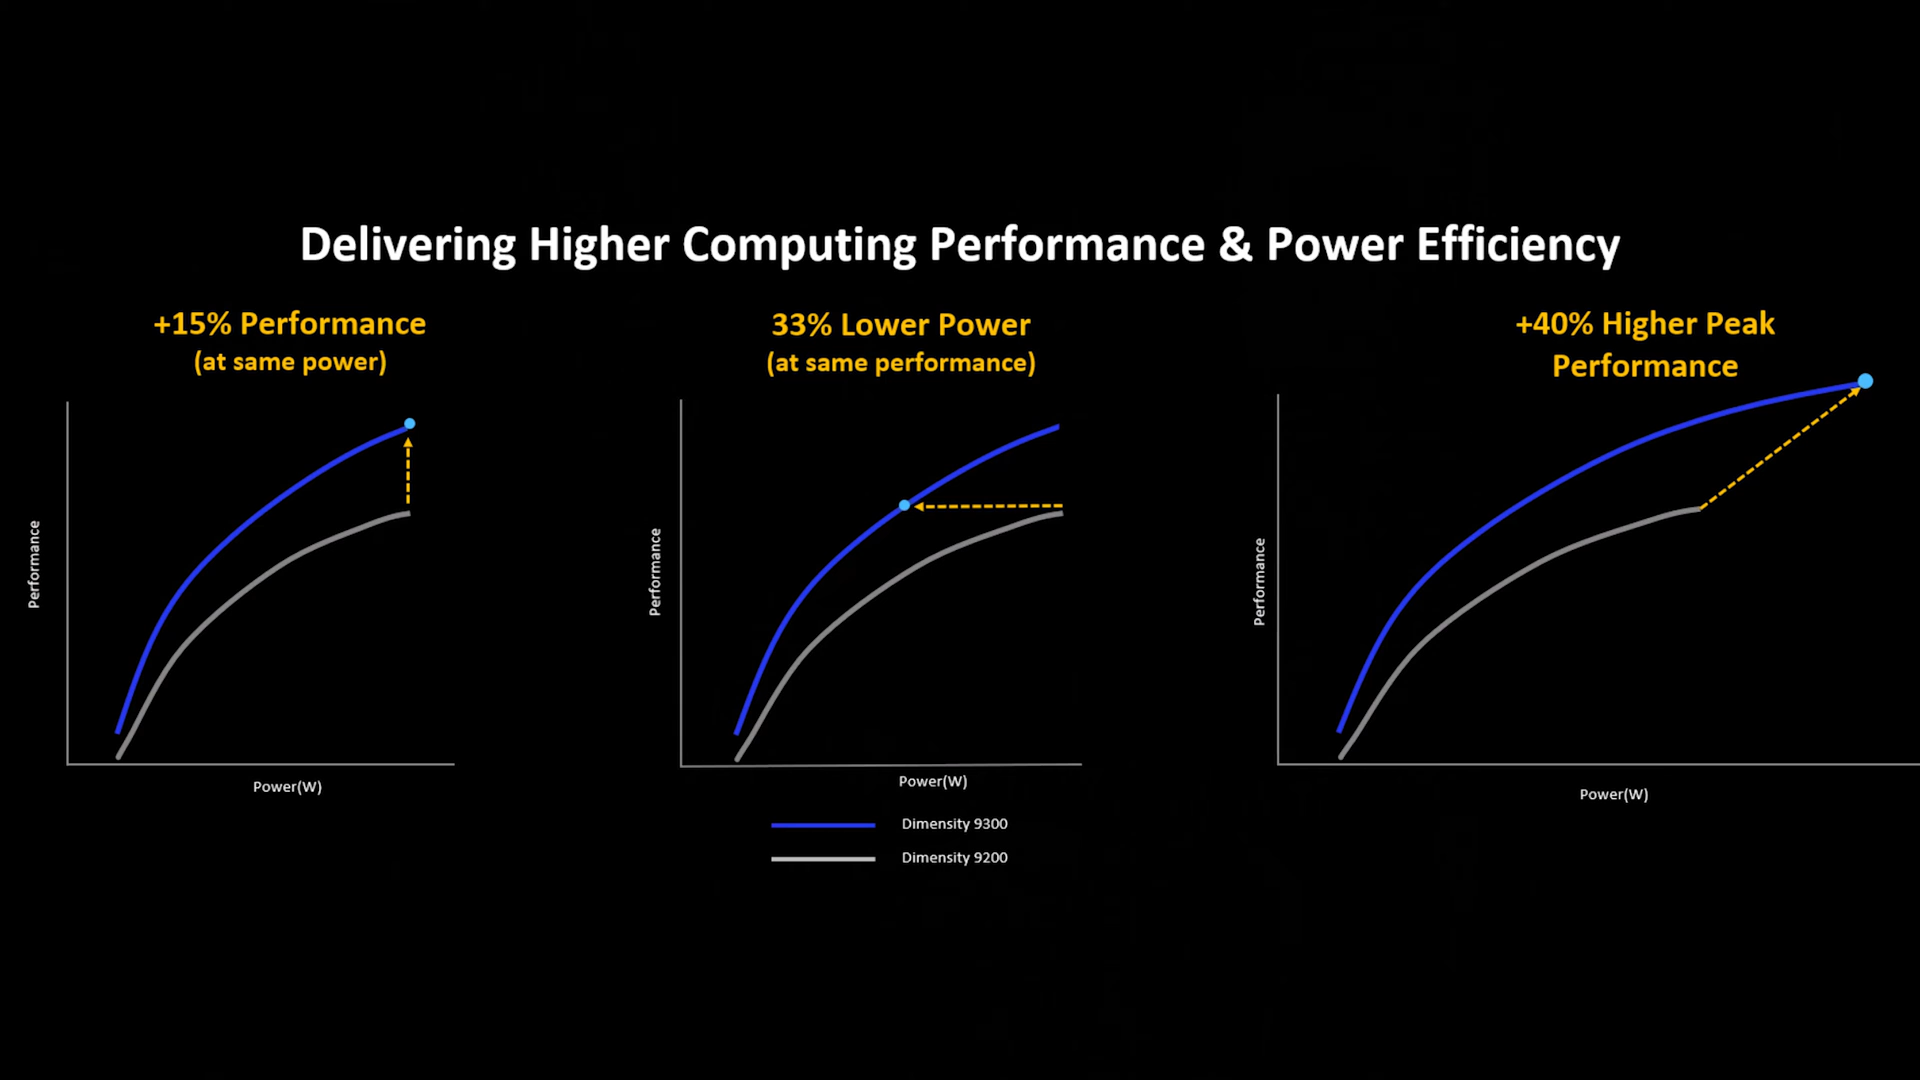 Delivering Higher Computing Performance & Power Efficiency
+15% Performance
(at same power)
Performance
Power(W)
33% Lower Power
(at same performance)
Performance
Power(W)
+40% Higher Peak
Performance
Performance
Power(W)
Dimensity 9300
Dimensity 9200